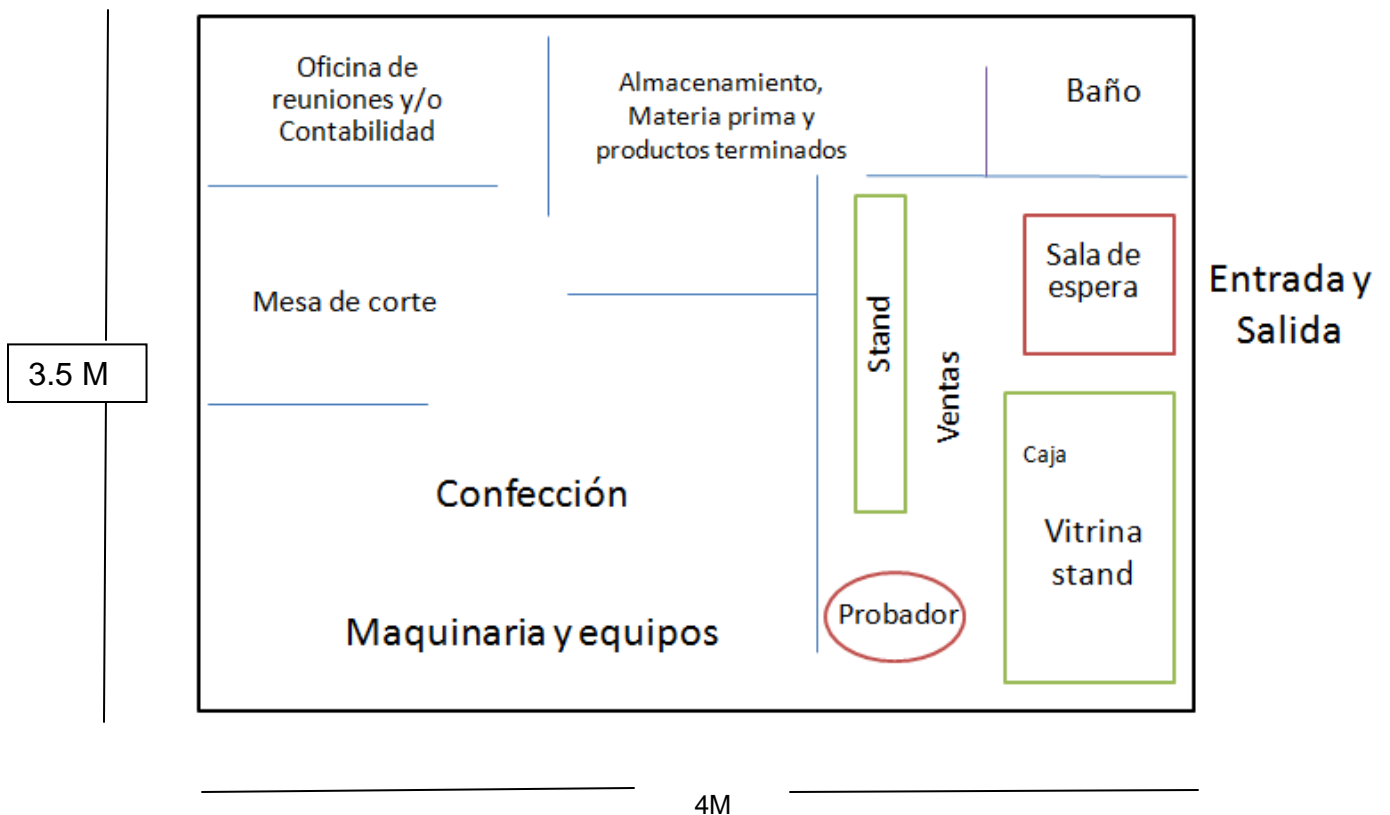 Oficina de
reuniones y/o
Contabilidad
Almacenamiento,
Materia prima y
productos terminados
Baño
Mesa de corte
Stand
Ventas
Sala de
espera
Entrada y
Salida
3.5 M
Caja
Vitrina
stand
Confección
Maquinaria y equipos
Probador
4M